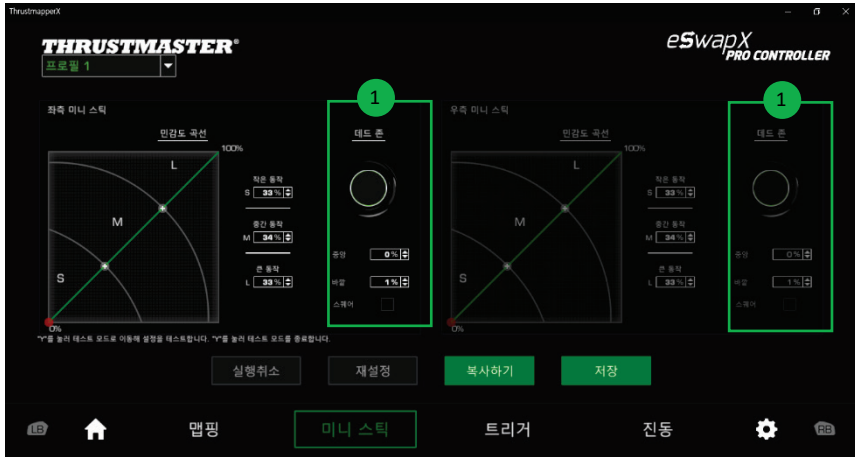 ThrustmapperX
THRUSTMASTER®
eSwapX
PRO CONTROLLER
프로필 1
1
1
좌측 미니 스틱
우측 미니 스틱
민감도 곡선
데드 존
민감도 곡선
데드 존
100%
100%
L
L
작은 동작
S 33%
작은 동작
S 33%
M
M
중간 동작
M 34%
중간 동작
M 34%
중앙 0%
중앙 0%
S
S
큰 동작
L 33%
큰 동작
L 33%
바깥 1%
바깥 1%
스퀘어
스퀘어
0%
0%
"Y"를 눌러 테스트 모드로 이동해 설정을 테스트합니다. "Y"를 눌러 테스트 모드를 종료합니다.
실행취소 재설정 복사하기 저장
LB 맵핑 미니 스틱 트리거 진동 RB